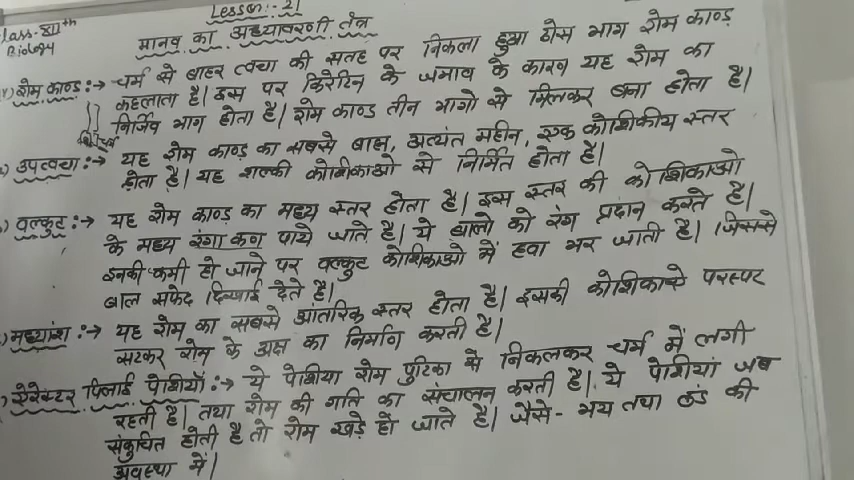 Lesson:- 21
Class-XII th
Biology
मानव का अध्यावरणी तंत्र
रोम काण्ड :→ चर्म से बाहर त्वचा की सतह पर निकला हुआ ठोस भाग रोम काण्ड
कहलाता है। इस पर किरेटिन के जमाव के कारण यह रोम का
निर्जिव भाग होता है। रोम काण्ड तीन भागो से मिलकर बना होता है।
उपत्वचा :→ यह रोम काण्ड का सबसे बाह्म, अत्यंत महीन, एक कोशिकीय स्तर
होता है। यह शल्की कोशिकाओ से निर्मित होता है।
वल्कुट :→ यह रोम काण्ड का मध्य स्तर होता है। इस स्तर की कोशिकाओ
के मध्य रंगा कण पाये जाते है। ये बालो को रंग प्रदान करते है।
इनकी कमी हो जाने पर वल्कुट कोशिकाओ में हवा भर जाती है। जिससे
बाल सफेद दिखाई देते है।
मध्यांश :→ यह रोम का सबसे आंतरिक स्तर होता है। इसकी कोशिकासे परस्पर
सटकर रोम के अक्ष का निर्माण करती है।
ऐरेस्टर पिलाई पेशियाँ :→ ये पेशिया रोम पुटिका से निकलकर चर्म में लगी
रहती है। तथा रोम की गति का संचालन करती है। ये पेशीयां जब
संकुचित होती है तो रोम खड़े हो जाते है। जैसे- भय तथा ठंड की
अवस्था में।